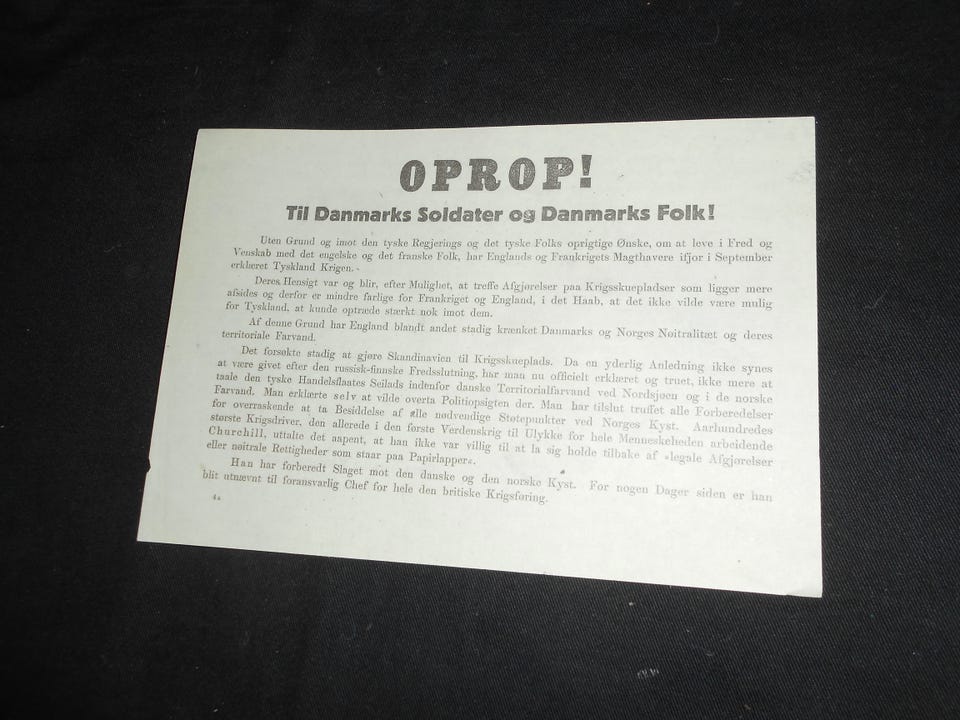 OPROP!
Til Danmarks Soldater og Danmarks Folk!
Uten Grund og imot den tyske Regjerings og det tyske Folks oprigtige Ønske, om at leve i Fred og
Venskab med det engelske og det franske Folk, har Englands og Frankrigets Magthavere ifjor i September
erklæret Tyskland Krigen.
Deres Hensigt var og blir, efter Mulighet, at treffe Afgjørelser paa Krigsskuepladser som ligger mere
afsides og derfor er mindre farlige for Frankriget og England, i det Haab, at det ikke vilde være mulig
for Tyskland, at kunde optræde stærkt nok imot dem.
Af denne Grund har England blandt andet stadig krænket Danmarks og Norges Nøitralitæt og deres
territoriale Farvand.
Det forsøkte stadig at gjøre Skandinavien til Krigsskueplads. Da en yderlig Anledning ikke synes
at være givet efter den russisk-finnske Fredsslutning, har man nu officielt erklæret og truet, ikke mere at
taale den tyske Handelsflaates Seilads indenfor danske Territorialfarvand ved Nordsjøen og i de norske
Farvand. Man erklærte selv at vilde overta Politiopsigten der. Man har tilslut truffet alle Forberedelser
for overraskende at ta Besiddelse af alle nødvendige Støtepunkter ved Norges Kyst. Aarhundredes
største Krigsdriver, den allerede i den første Verdenskrig til Ulykke for hele Menneskeheden arbeidende
Churchill, uttalte det aapent, at han ikke var villig til at la sig holde tilbake af »legale Afgjørelser
eller nøitrale Rettigheder som staar paa Papirlapper«.
Han har forberedt Slaget mot den danske og den norske Kyst. For nogen Dager siden er han
blit utnævnt til foransvarlig Chef for hele den britiske Krigsføring.
4a